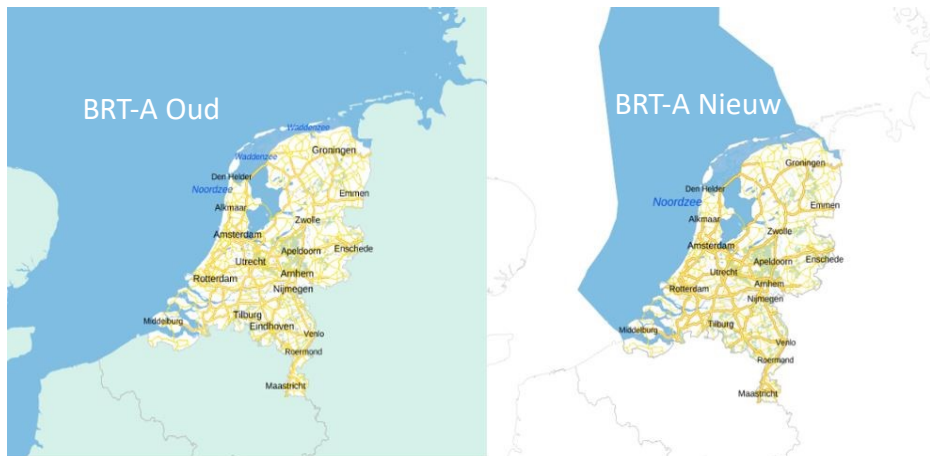 BRT-A Oud
Waddenzee
Groningen
Waddenzee
Den Helder
Noordzee
Emmen
Alkmaar
Zwolle
Amsterdam
Enschede
Apeldoorn
Utrecht
Arnhem
Rotterdam
Nijmegen
Tilburg
Middelburg
Eindhoven
Venlo
Roermond
Maastricht
BRT-A Nieuw
Groningen
Den Helder
Noordzee
Emmen
Alkmaar
Zwolle
Amsterdam
Enschede
Apeldoorn
Utrecht
Arnhem
Rotterdam
Nijmegen
Tilburg
Middelburg
Venlo
Roermond
Maastricht